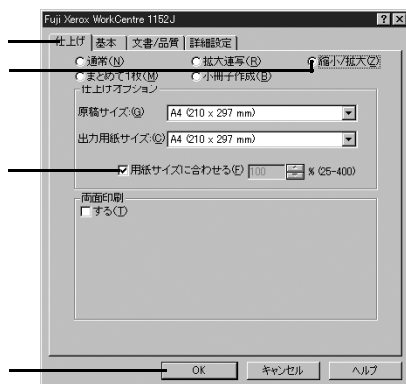 Fuji Xerox WorkCentre 1152J
仕上げ 基本 文書/品質 詳細設定
通常(N) 拡大連写(R) 縮小/拡大(Z)
まとめて1枚(M) 小冊子作成(B)
仕上げオプション
原稿サイズ:(G) A4 (210 x 297 mm)
出力用紙サイズ:(C) A4 (210 x 297 mm)
用紙サイズに合わせる(F) 100 % (25-400)
両面印刷
する(T)
OK キャンセル ヘルプ